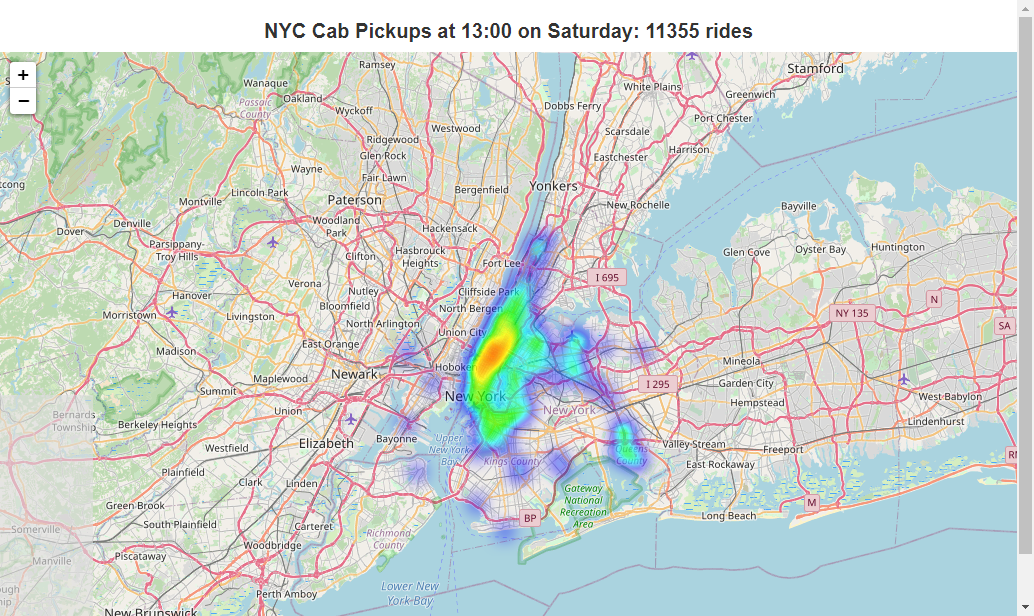 NYC Cab Pickups at 13:00 on Saturday: 11355 rides
+
−
Ramsey
Stamford
Wanaque
White Plains
Greenwich
Oakland
Passaic
County
Wyckoff
Dobbs Ferry
Port Chester
Westwood
Scarsdale
Ridgewood
Glen Rock
Harrison
Eastchester
tcong
Wayne
Fair Lawn
Lincoln Park
Bergenfield
Yonkers
Montville
Paterson
New Rochelle
Bayville
Denville
Woodland
Park
Hackensack
Dover
Parsippany-
Troy Hills
Clifton
Hasbrouck
Heights
Fort Lee
Glen Cove
Oyster Bay
Huntington
I 695
Verona
Nutley
Cliffside Park
Hanover
Bloomfield
North Bergen
N
Morristown
Livingston
North Arlington
NY 135
SA
Union City
East Orange
Madison
Mineola
Newark
Hoboke
Summit
Maplewood
I 295
Garden City
New York
West Babylon
Bernards
Township
Union
New York
Hempstead
Berkeley Heights
Lindenhurst
Elizabeth
Bayonne
Upper
New York
Bay
Westfield
Valley Stream
Freeport
Queens
County
Kings County
East Rockaway
Plainfield
Clark
Linden
Gateway
National
Recreation
Area
M
Green Brook
South Plainfield
BP
Long Beach
Carteret
Somerville
Richmond
County
Woodbridge
Piscataway
Manville
Lower New
York Bay
Perth Amboy
New Brunswick